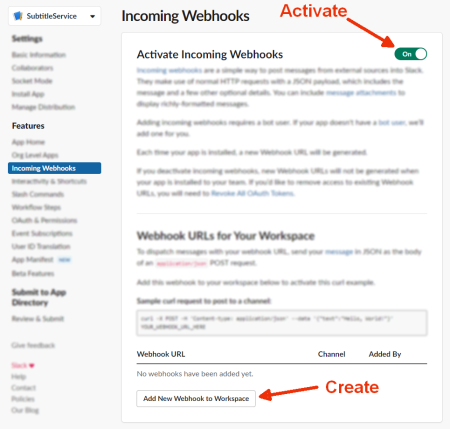 SubtitleService
Incoming Webhooks
Activate
Settings
Basic Information
Collaborators
Socket Mode
Install App
Manage Distribution
Features
App Home
Org Level Apps
Incoming Webhooks
Interactivity & Shortcuts
Slash Commands
Workflow Steps
OAuth & Permissions
Event Subscriptions
User ID Translation
App Manifest new
Beta Features
Submit to App
Directory
Review & Submit
Give feedback
Slack
Help
Contact
Policies
Our Blog
Activate Incoming Webhooks
On
Incoming webhooks are a simple way to post messages from external sources into Slack.
They make use of normal HTTP requests with a JSON payload, which includes the
message and a few other optional details. You can include message attachments to
display richly-formatted messages.
Adding incoming webhooks requires a bot user. If your app doesn't have a bot user, we'll
add one for you.
Each time your app is installed, a new Webhook URL will be generated.
If you deactivate incoming webhooks, new Webhook URLs will not be generated when
your app is installed to your team. If you'd like to remove access to existing Webhook
URLs, you will need to Revoke All OAuth Tokens.
Webhook URLs for Your Workspace
To dispatch messages with your webhook URL, send your message in JSON as the body
of an application/json POST request.
Add this webhook to your workspace below to activate this curl example.
Sample curl request to post to a channel:
curl -X POST -H 'Content-type: application/json' --data '{"text":"Hello, World!"}'
YOUR_WEBHOOK_URL_HERE
Webhook URL Channel Added By
No webhooks have been added yet.
Add New Webhook to Workspace
Create